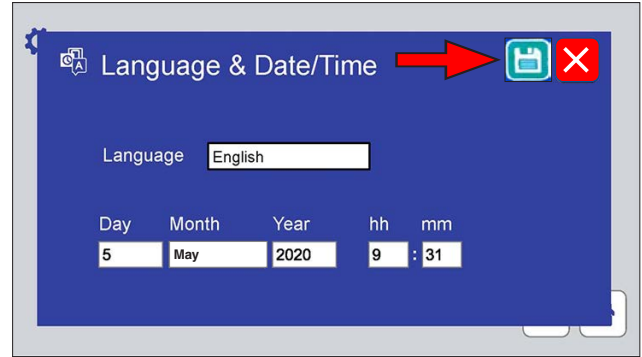 Language & Date/Time
Language English
Day Month Year hh mm
5 May 2020 9 : 31